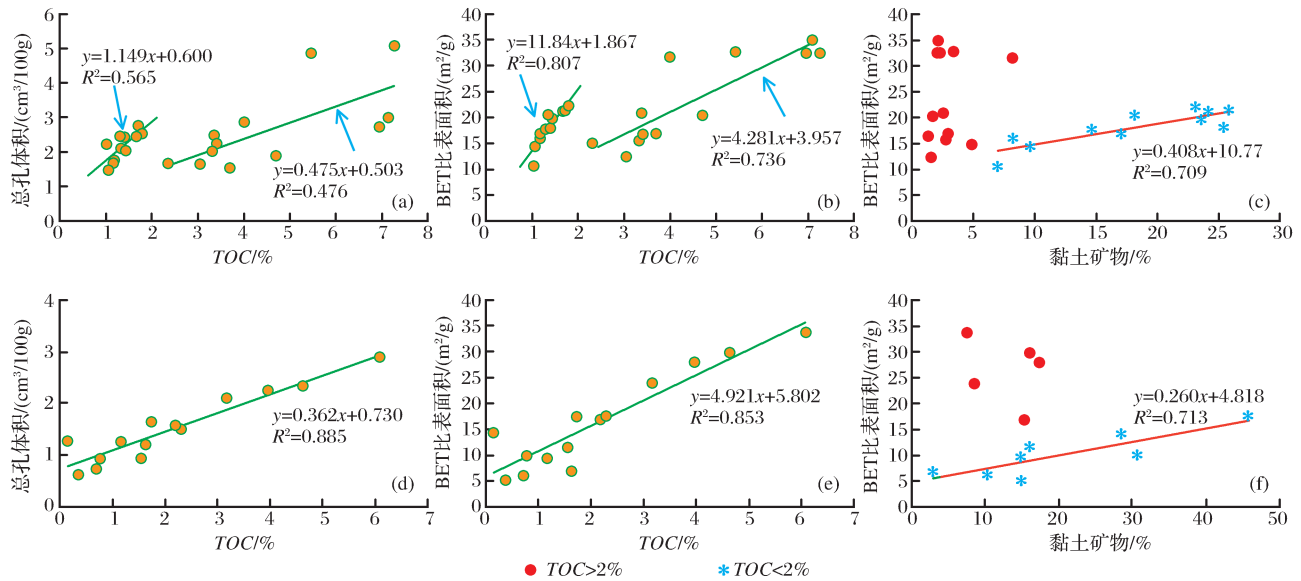 6
5
4
3
2
1
0
总孔体积/(cm³/100g)
y=1.149x+0.600
R²=0.565
y=0.475x+0.503
R²=0.476
(a)
0 1 2 3 4 5 6 7 8
TOC/%
40
35
30
25
20
15
10
5
0
BET比表面积/(m²/g)
y=11.84x+1.867
R²=0.807
y=4.281x+3.957
R²=0.736
(b)
0 1 2 3 4 5 6 7 8
TOC/%
40
35
30
25
20
15
10
5
0
BET比表面积/(m²/g)
y=0.408x+10.77
R²=0.709
(c)
0 5 10 15 20 25 30
黏土矿物/%
4
3
2
1
0
总孔体积/(cm³/100g)
y=0.362x+0.730
R²=0.885
(d)
0 1 2 3 4 5 6 7
TOC/%
40
35
30
25
20
15
10
5
0
BET比表面积/(m²/g)
y=4.921x+5.802
R²=0.853
(e)
0 1 2 3 4 5 6 7
TOC/%
40
35
30
25
20
15
10
5
0
BET比表面积/(m²/g)
y=0.260x+4.818
R²=0.713
(f)
0 10 20 30 40 50
黏土矿物/%
TOC>2% TOC<2%